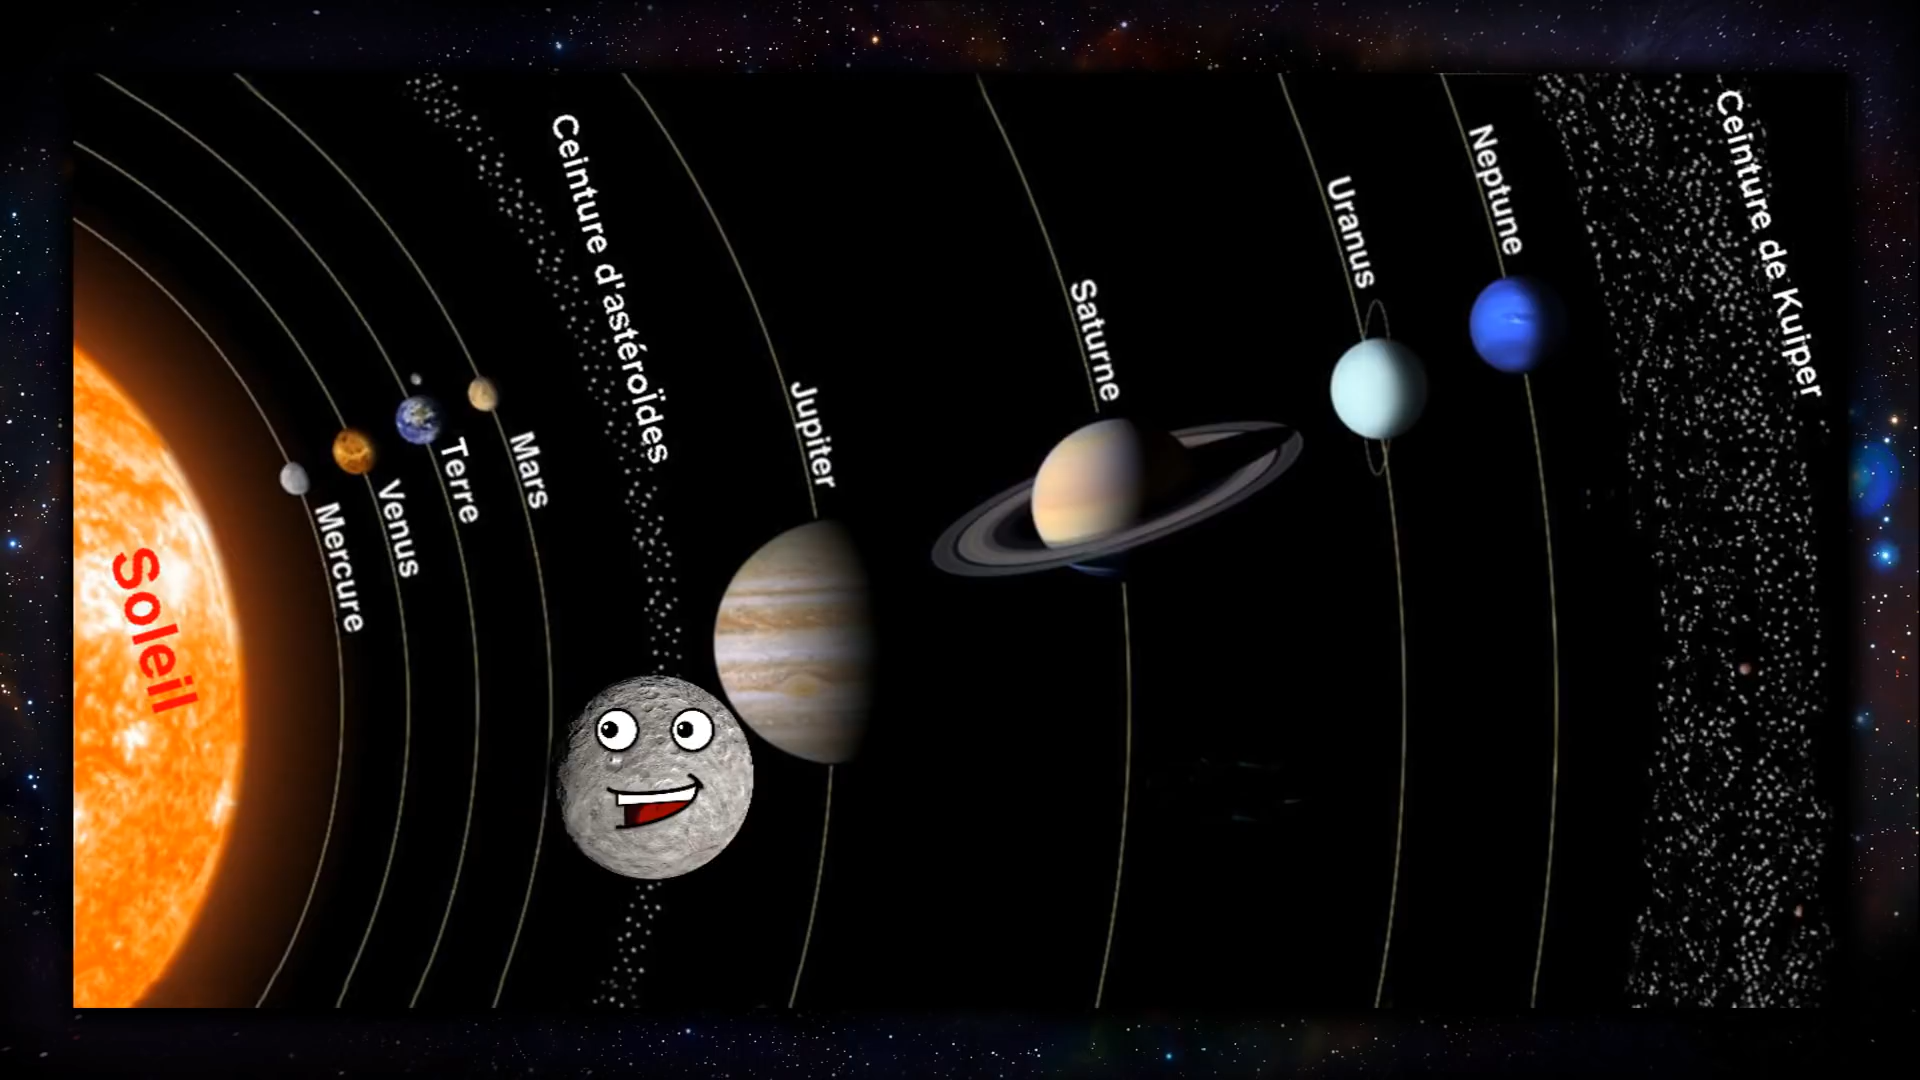 Soleil
Mercure
Venus
Terre
Mars
Ceinture d'astéroïdes
Jupiter
Saturne
Uranus
Neptune
Ceinture de Kuiper